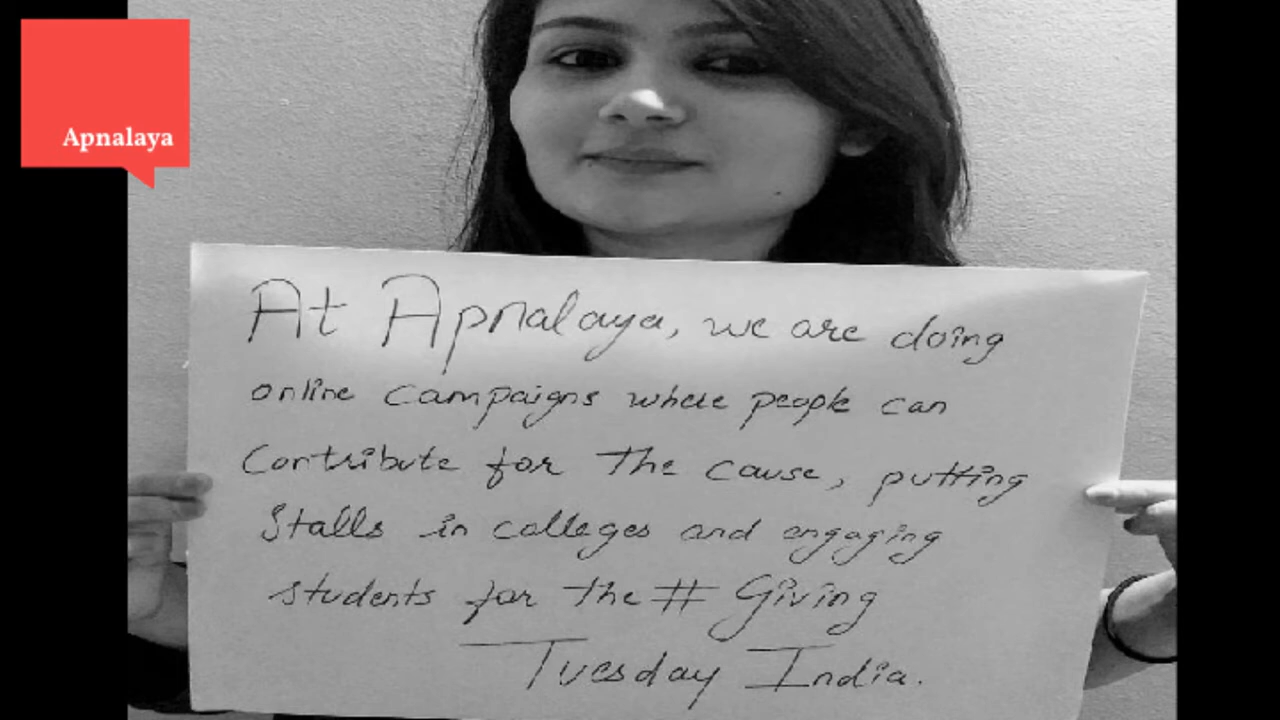 Apnalaya
At Apnalaya, we are doing
online campaigns where people can
Contribute for the cause, putting
Stalls in colleges and engaging
students for the # Giving
Tuesday India.